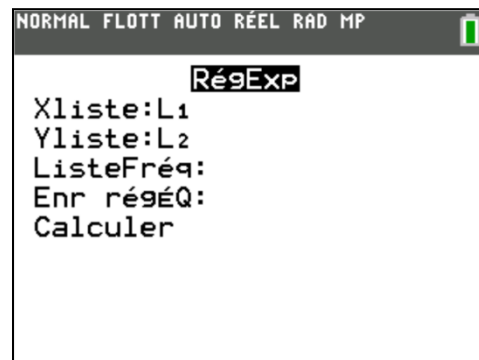 NORMAL FLOTT AUTO RÉEL RAD MP
RégExp
Xliste:L₁
Yliste:L₂
ListeFréq:
Enr régÉQ:
Calculer